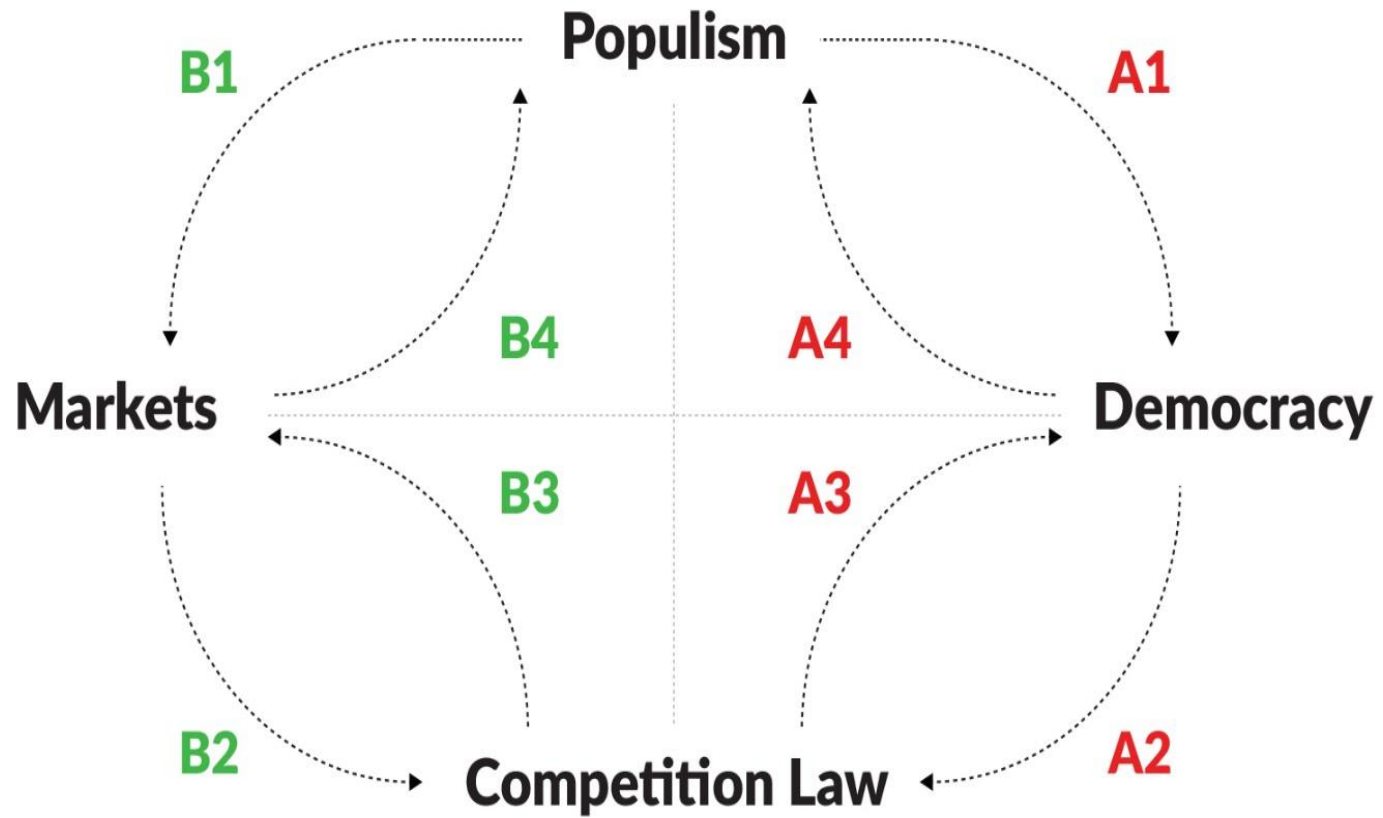 Populism
B1
A1
B4
A4
Markets
Democracy
B3
A3
B2
A2
Competition Law